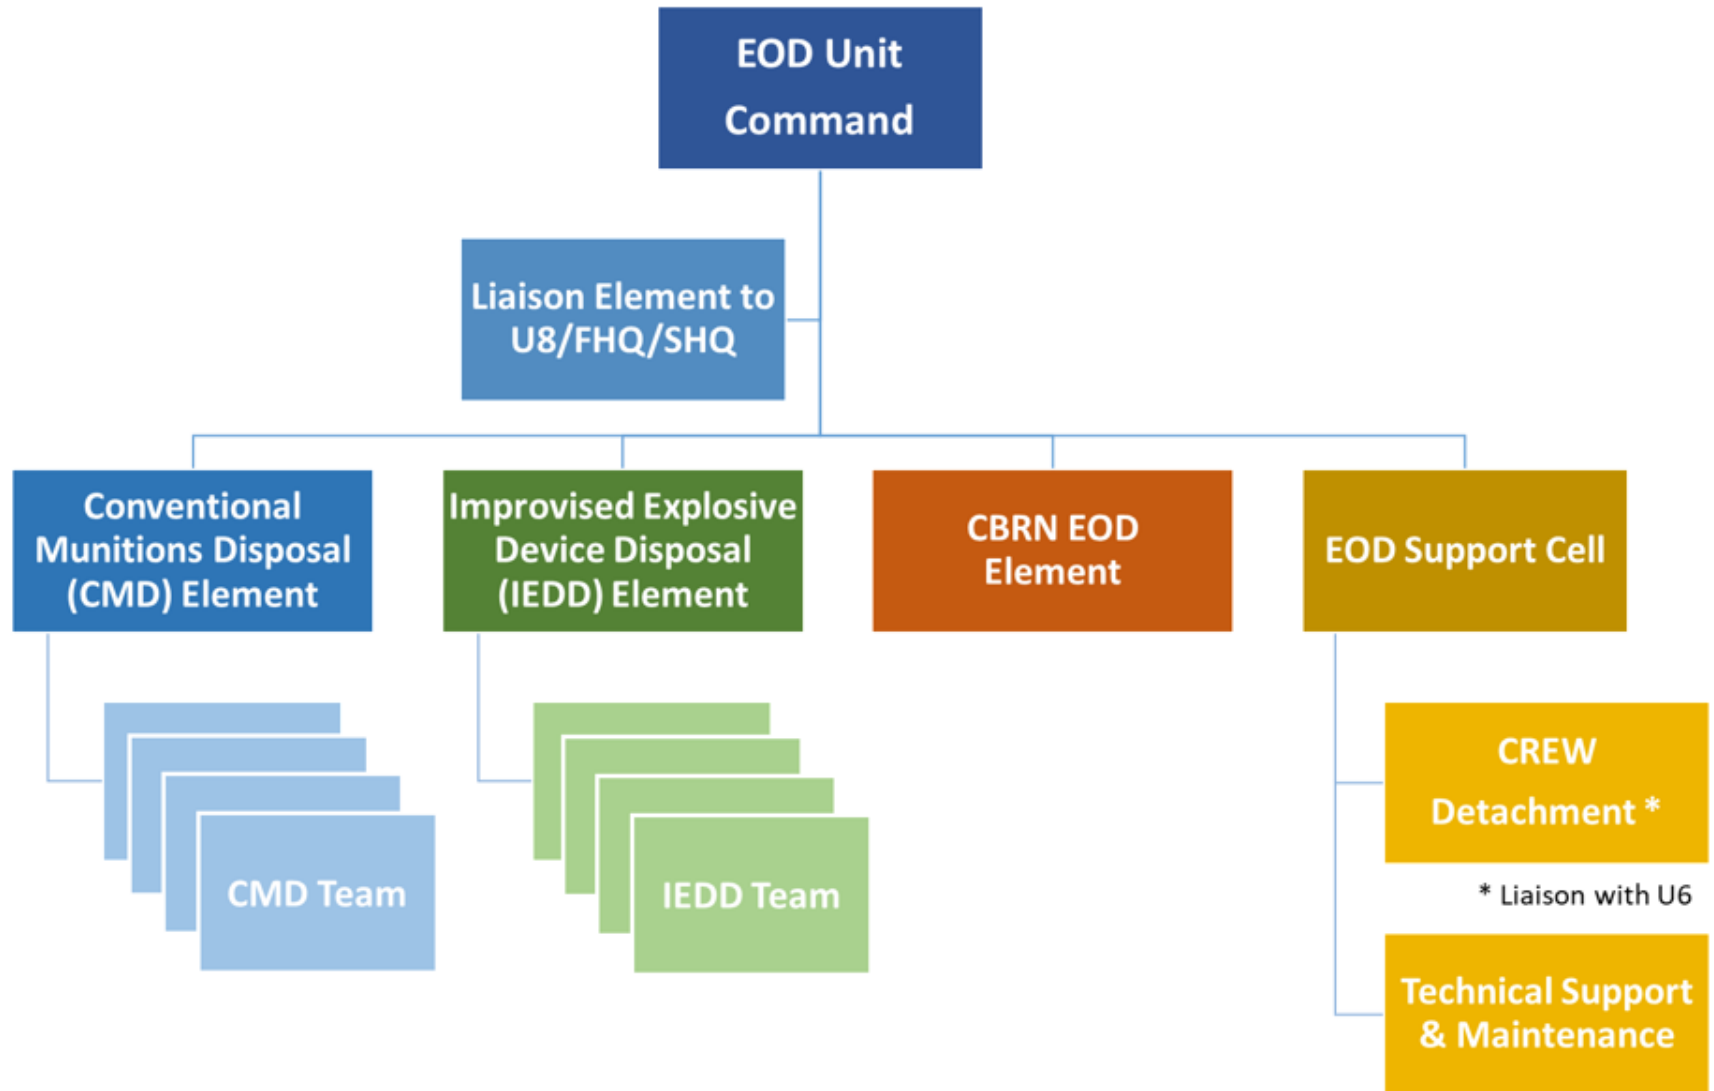 EOD Unit
Command
Liaison Element to
U8/FHQ/SHQ
Conventional
Munitions Disposal
(CMD) Element
Improvised Explosive
Device Disposal
(IEDD) Element
CBRN EOD
Element
EOD Support Cell
CMD Team
IEDD Team
CREW
Detachment *
* Liaison with U6
Technical Support
& Maintenance